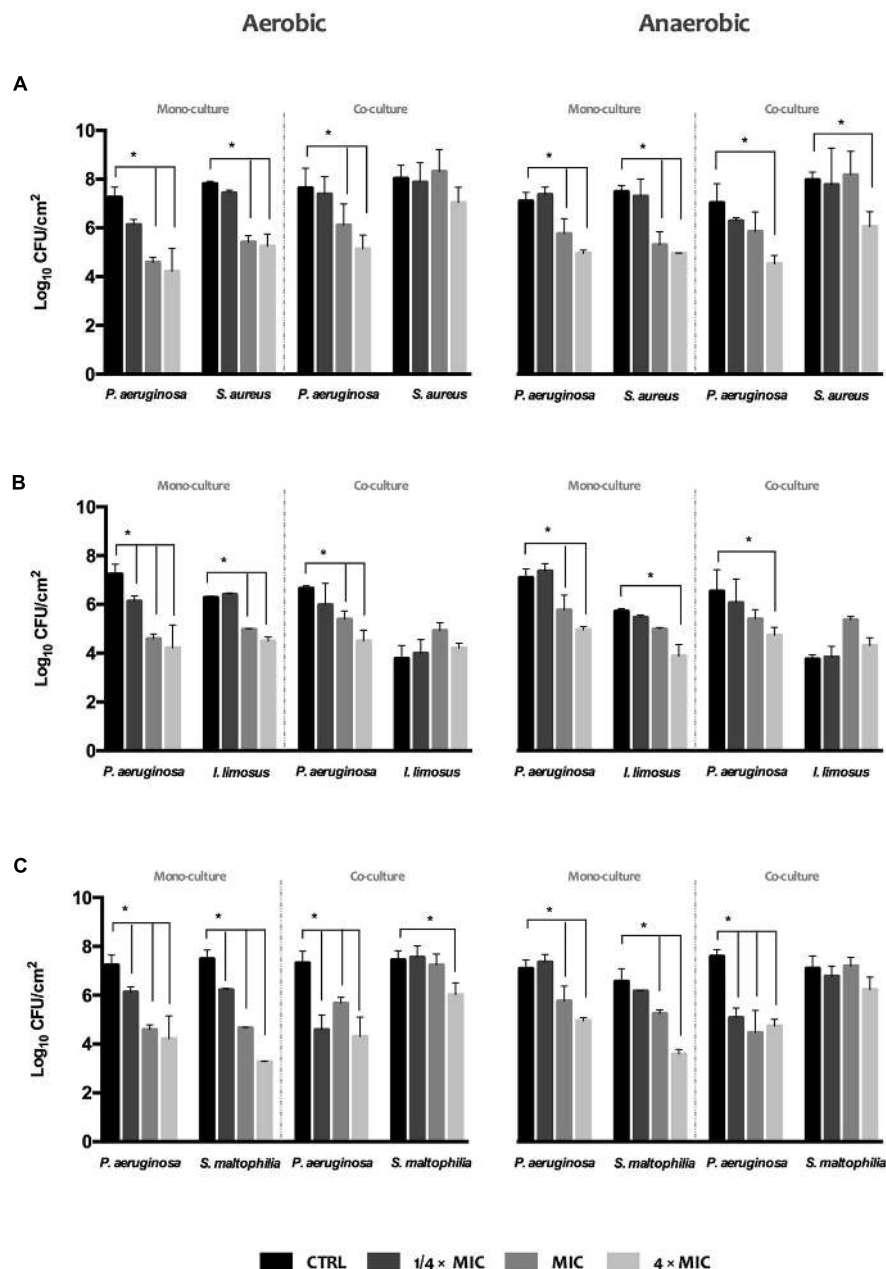 Aerobic Anaerobic
A
Mono-culture Co-culture Mono-culture Co-culture
* * * * * * *
10
8
6
4
2
0
Log10 CFU/cm2
P. aeruginosa S. aureus P. aeruginosa S. aureus P. aeruginosa S. aureus P. aeruginosa S. aureus
B
Mono-culture Co-culture Mono-culture Co-culture
* * * * * *
10
8
6
4
2
0
Log10 CFU/cm2
P. aeruginosa I. limosus P. aeruginosa I. limosus P. aeruginosa I. limosus P. aeruginosa I. limosus
C
Mono-culture Co-culture Mono-culture Co-culture
* * * * * * *
10
8
6
4
2
0
Log10 CFU/cm2
P. aeruginosa S. maltophilia P. aeruginosa S. maltophilia P. aeruginosa S. maltophilia P. aeruginosa S. maltophilia
CTRL 1/4 × MIC MIC 4 × MIC